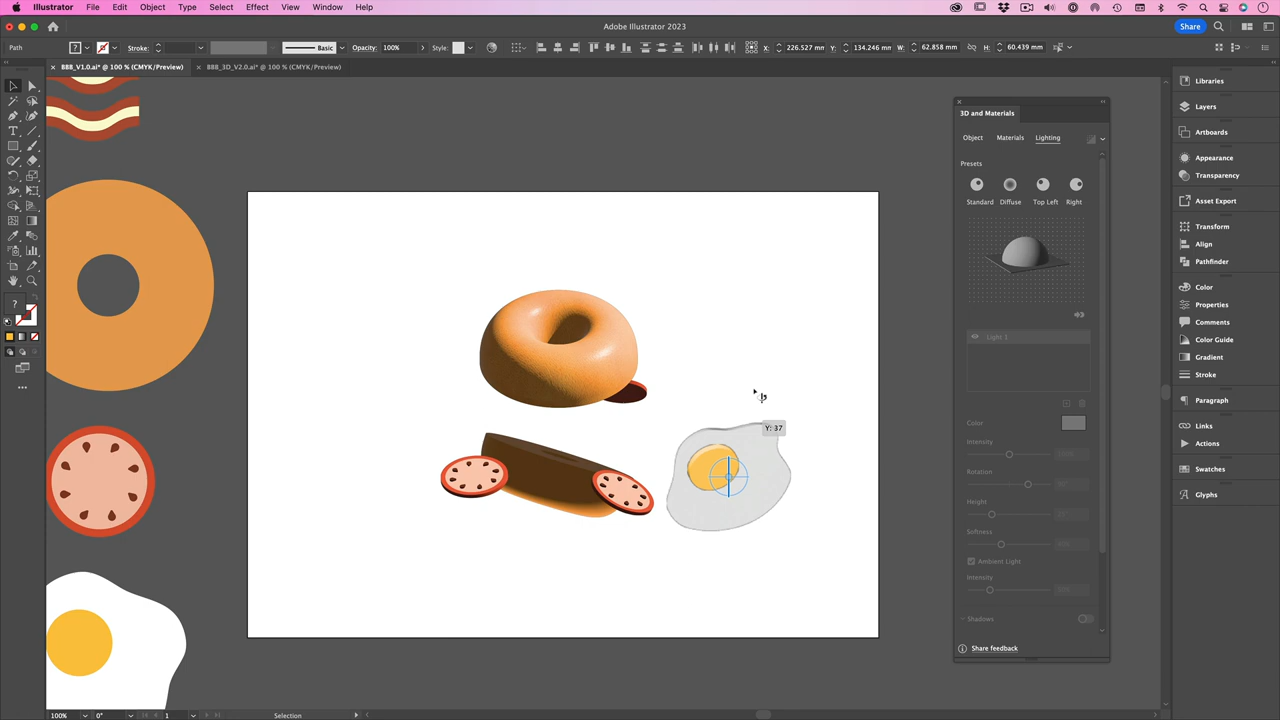 Illustrator File Edit Object Type Select Effect View Window Help
Adobe Illustrator 2023
Share
Path
?
Stroke:
Basic
Opacity: 100%
Style:
X: 226.527 mm
Y: 134.246 mm
W: 62.858 mm
H: 60.439 mm
BBB_V1.0.ai* @ 100 % (CMYK/Preview)
BBB_3D_V2.0.ai* @ 100 % (CMYK/Preview)
3D and Materials
Object Materials Lighting
Presets
Standard Diffuse Top Left Right
Light 1
Color
Intensity
Rotation
Height
Softness
Ambient Light
Intensity
Shadows
Share feedback
Libraries
Layers
Artboards
Appearance
Transparency
Asset Export
Transform
Align
Pathfinder
Color
Properties
Comments
Color Guide
Gradient
Stroke
Paragraph
Links
Actions
Swatches
Glyphs
Y: 37
?
100% 0° 1 Selection